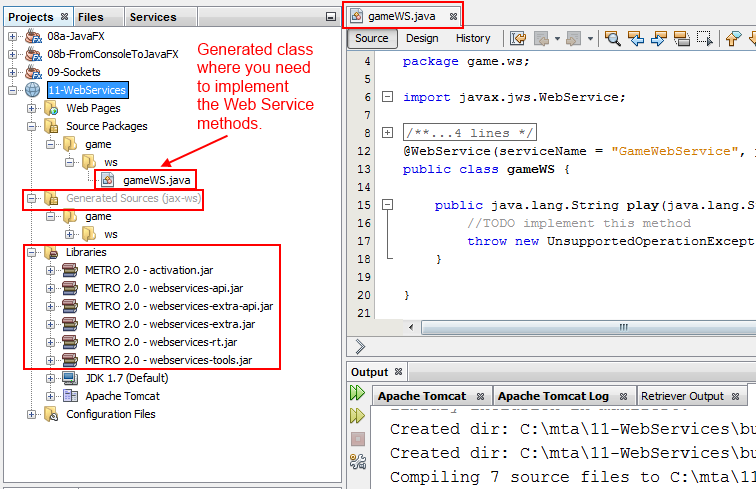 Projects
Files
Services
08a-JavaFX
08b-FromConsoleToJavaFX
09-Sockets
11-WebServices
Web Pages
Source Packages
game
ws
gameWS.java
Generated Sources (jax-ws)
game
ws
Libraries
METRO 2.0 - activation.jar
METRO 2.0 - webservices-api.jar
METRO 2.0 - webservices-extra-api.jar
METRO 2.0 - webservices-extra.jar
METRO 2.0 - webservices-rt.jar
METRO 2.0 - webservices-tools.jar
JDK 1.7 (Default)
Apache Tomcat
Configuration Files
Generated class
where you need
to implement
the Web Service
methods.
gameWS.java
Source Design History
4 package game.ws;
5
6 import javax.jws.WebService;
7
8 /**...4 lines */
12 @WebService(serviceName = "GameWebService",
13 public class gameWS {
14
15 public java.lang.String play(java.lang.S
16 //TODO implement this method
17 throw new UnsupportedOperationExcept
18 }
19
20 }
21
Output
Apache Tomcat
Apache Tomcat Log
Retriever Output
Created dir: C:\mta\11-WebServices\bu
Created dir: C:\mta\11-WebServices\bu
Compiling 7 source files to C:\mta\11